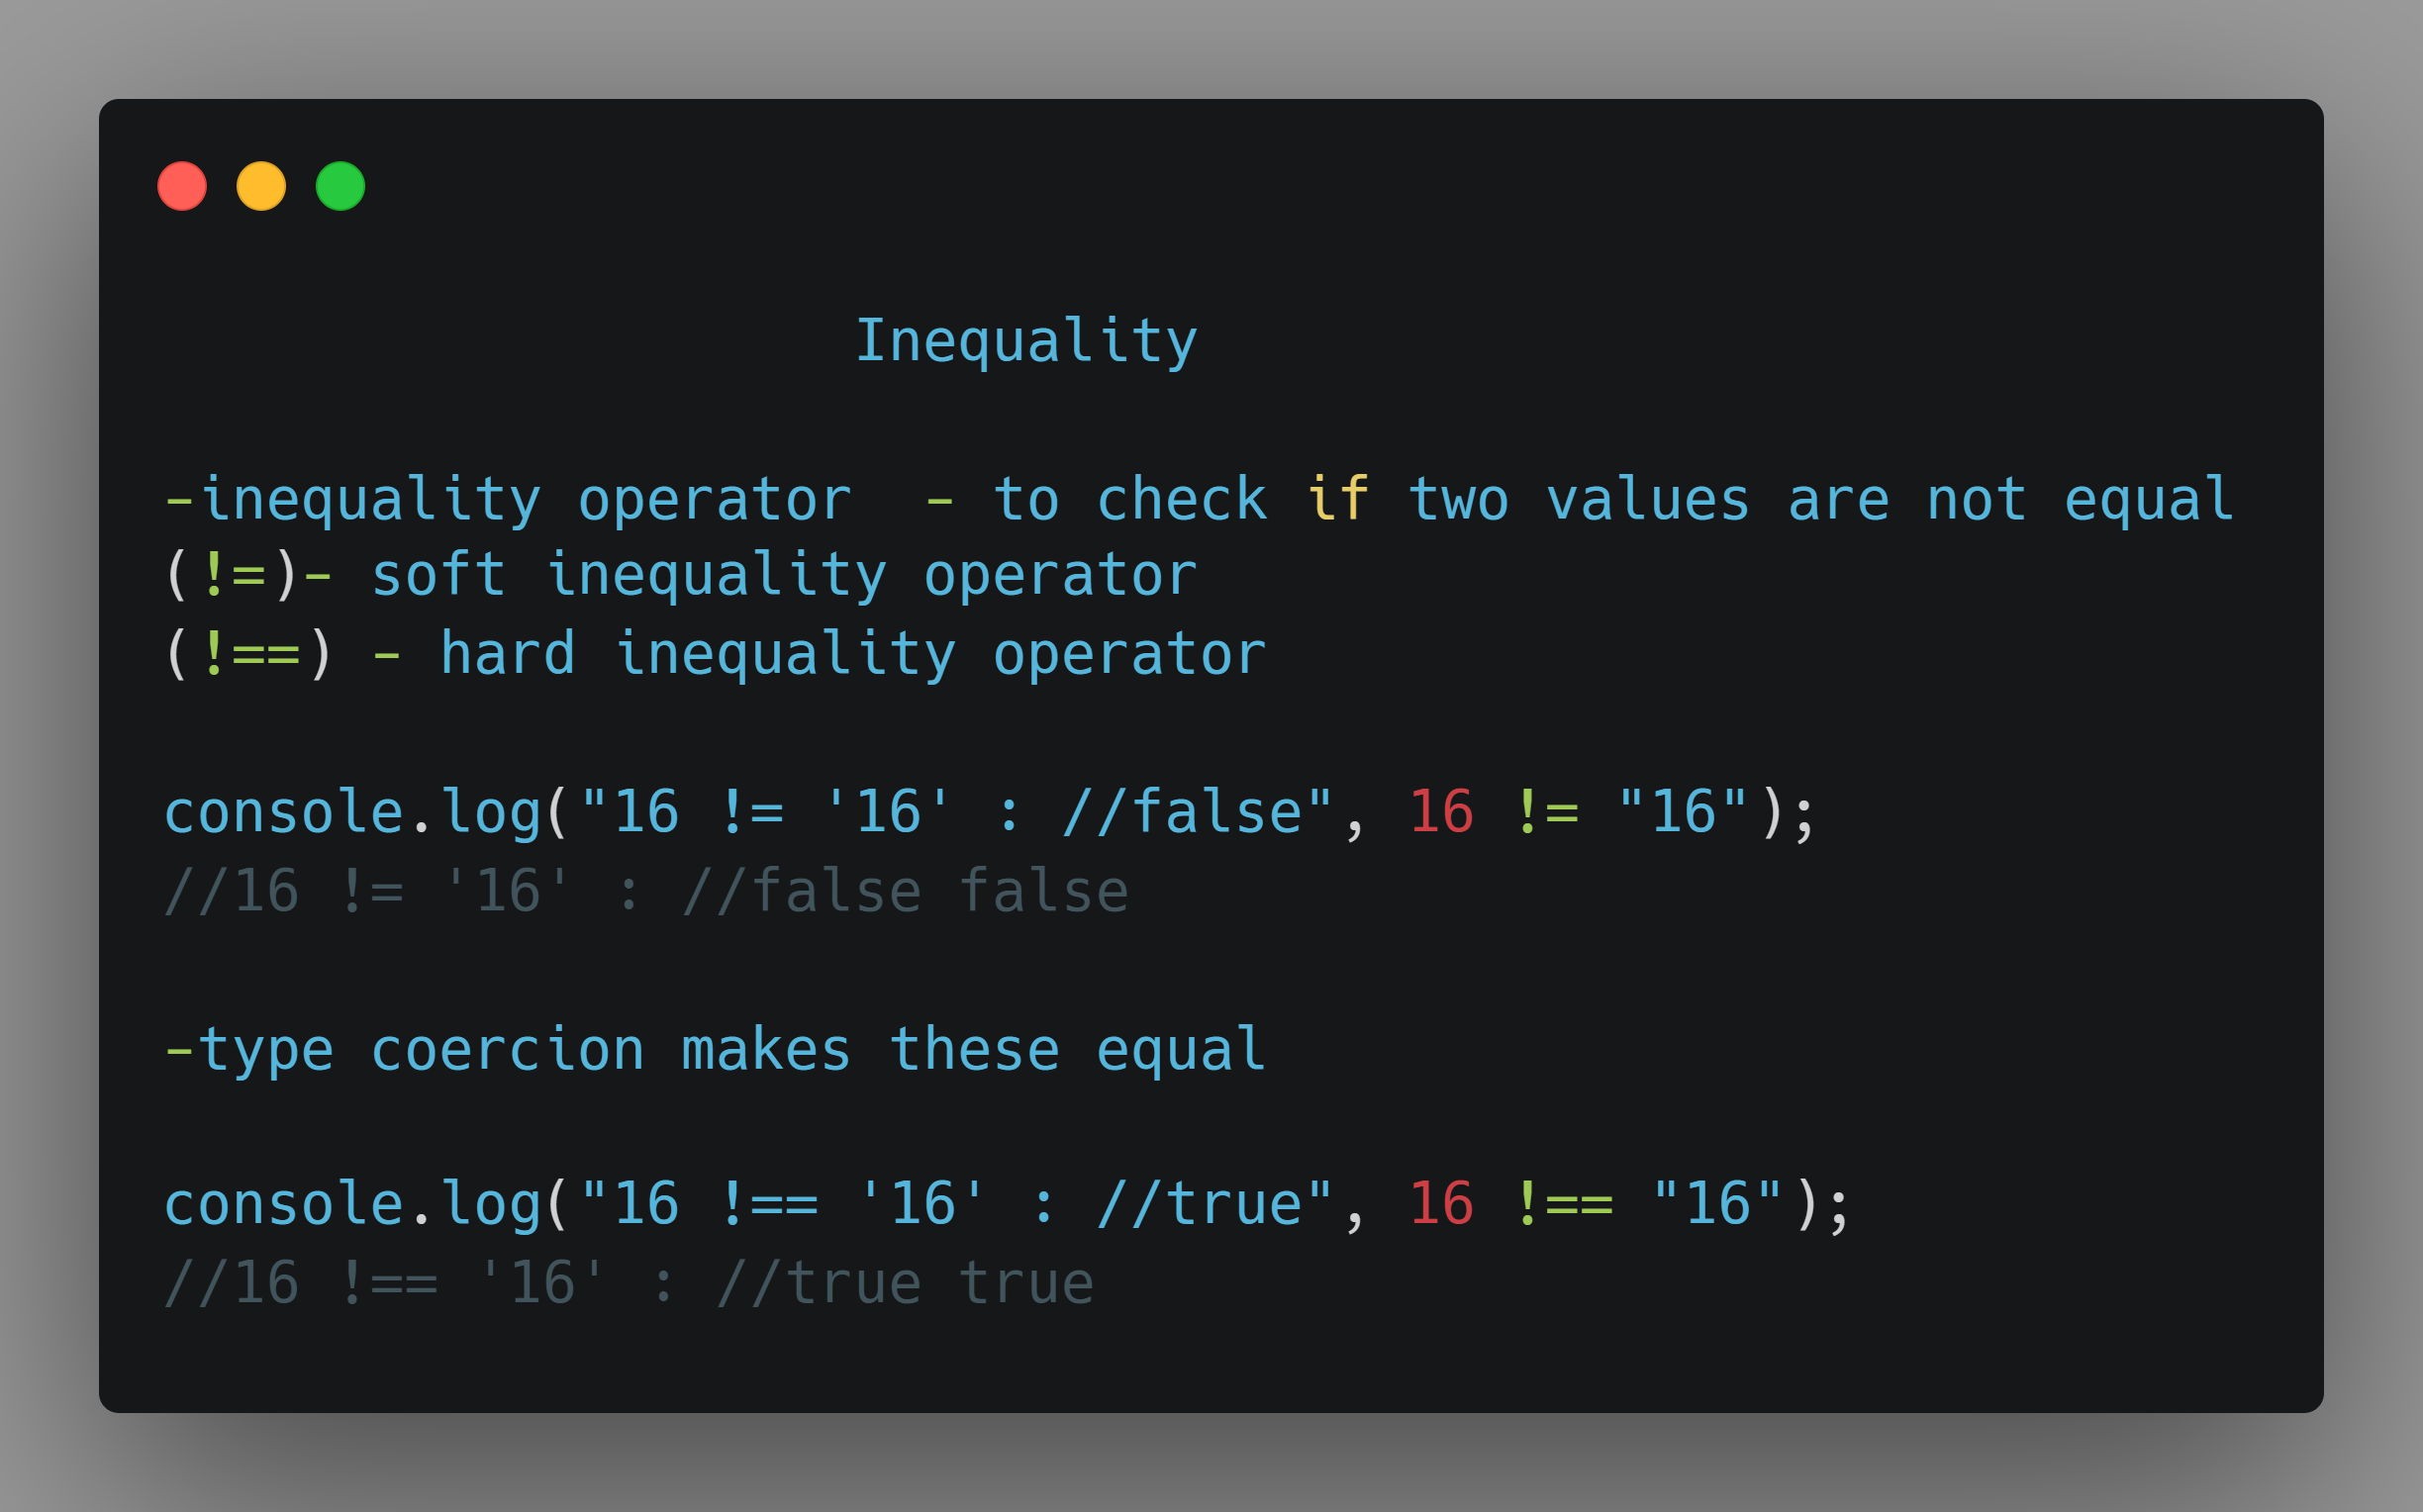 Inequality
-inequality operator  - to check if two values are not equal
(!=)- soft inequality operator
(!==) - hard inequality operator
console.log("16 != '16' : //false", 16 != "16");
//16 != '16' : //false false
-type coercion makes these equal
console.log("16 !== '16' : //true", 16 !== "16");
//16 !== '16' : //true true